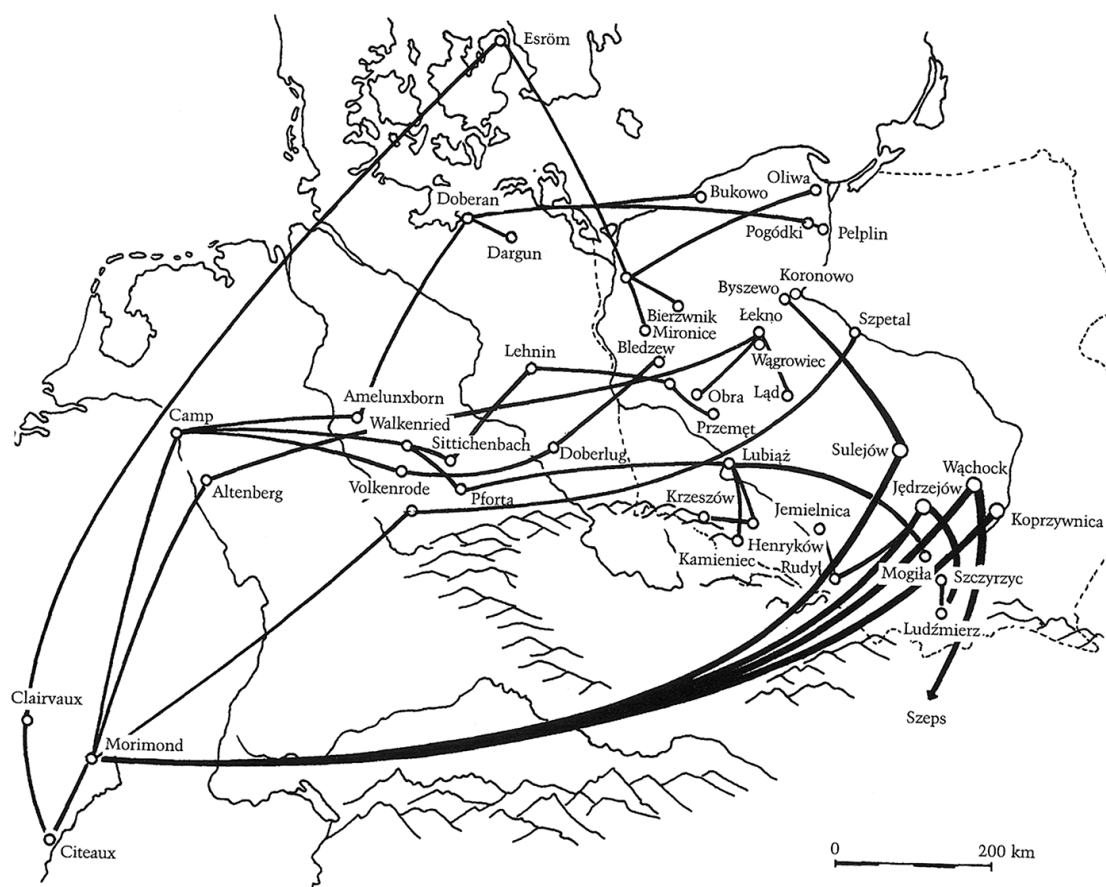 Esröm
Oliwa
Bukowo
Doberan
Pogódki
Pelplin
Dargun
Koronowo
Byszewo
Bierzwnik
Łekno
Szpetal
Mironice
Bledzew
Lehnin
Wągrowiec
Amelunxborn
Obra
Ląd
Camp
Walkenried
Przemęt
Sittichenbach
Doberlug
Lubiąż
Sulejów
Wąchock
Altenberg
Volkenrode
Pforta
Jędrzejów
Krzeszów
Jemielnica
Koprzywnica
Henryków
Kamieniec
Rudy
Mogiła
Szczyrzyc
Ludźmierz
Clairvaux
Szeps
Morimond
Citeaux
0 200 km